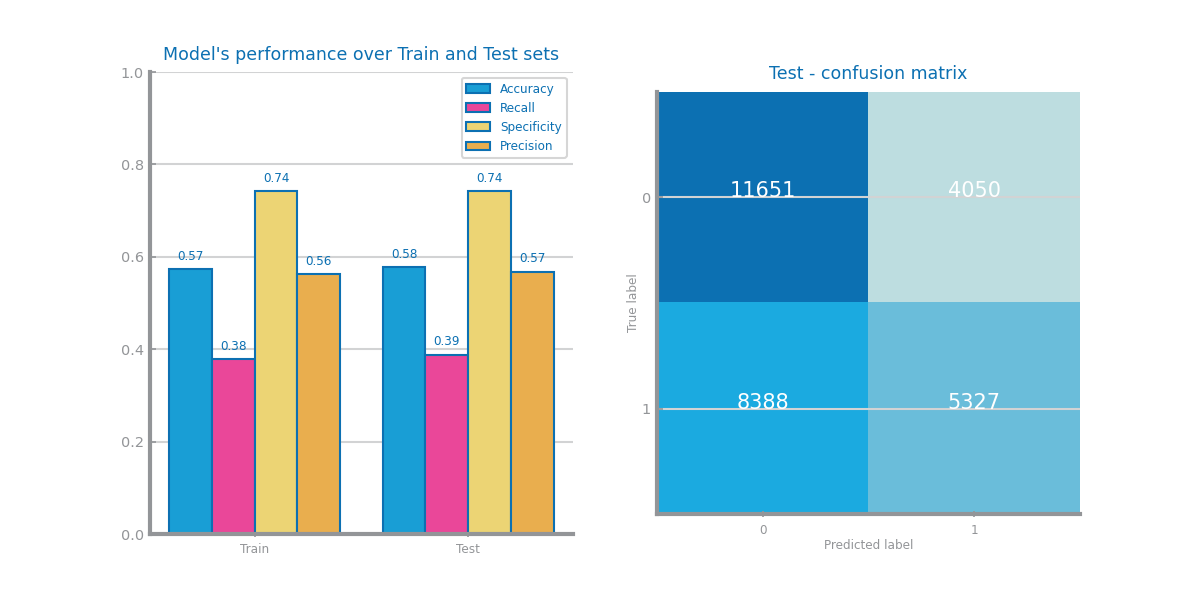 Model's performance over Train and Test sets
1.0
0.8
0.6
0.4
0.2
0.0
Accuracy
Recall
Specificity
Precision
0.57
0.38
0.74
0.56
0.58
0.39
0.74
0.57
Train
Test
Test - confusion matrix
True label
0
1
11651
4050
8388
5327
0
1
Predicted label